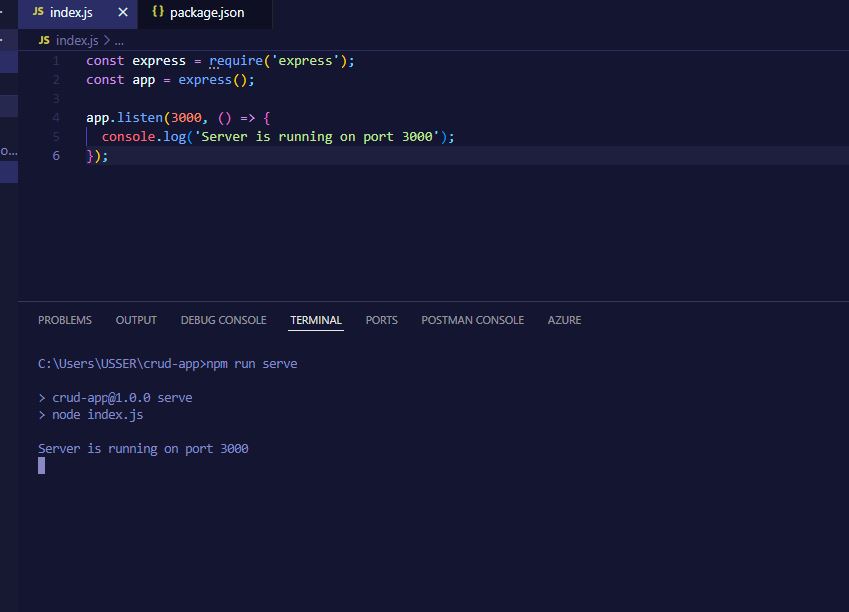 JS index.js × {} package.json
JS index.js > ...
1 const express = require('express');
2 const app = express();
3
4 app.listen(3000, () => {
5 console.log('Server is running on port 3000');
6 });
o...
PROBLEMS OUTPUT DEBUG CONSOLE TERMINAL PORTS POSTMAN CONSOLE AZURE
C:\Users\USSER\crud-app>npm run serve
> crud-app@1.0.0 serve
> node index.js
Server is running on port 3000